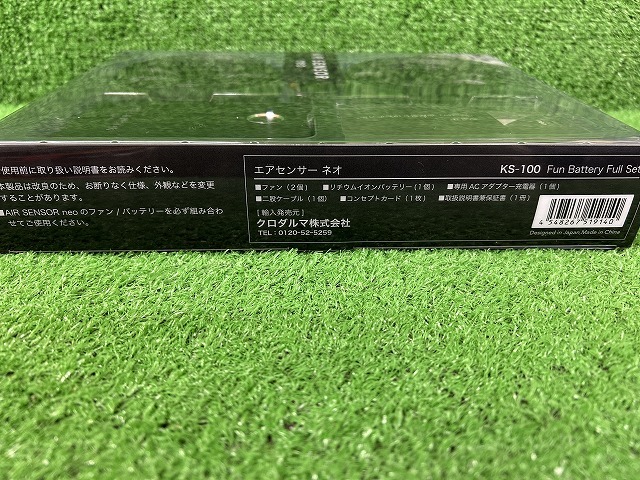 使用前に取り扱い説明書をお読みください。
本製品は改良のため、お断りなく仕様、外観などを変更
することがあります。
■AIR SENSOR neo のファン / バッテリーを必ず組み合わ
せてご使用ください。
エアセンサー ネオ
KS-100 Fun Battery Full Set
■ファン(2個) ■リチウムイオンバッテリー(1個) ■専用 AC アダプター充電器(1個)
■二股ケーブル(1個) ■コンセプトカード(1枚) ■取扱説明書兼保証書(1冊)
[ 輸入発売元 ]
クロダルマ株式会社
TEL : 0120-52-5259
4 548267 519140
Designed in Japan,Made in China